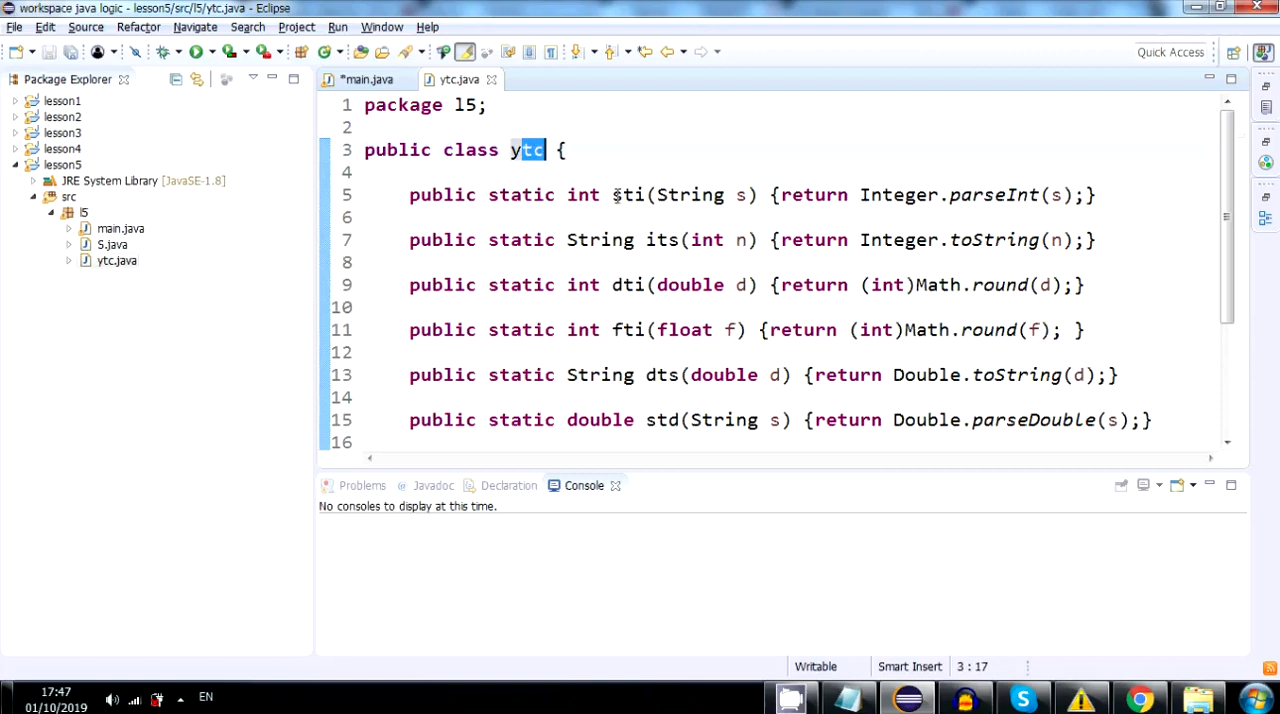 workspace java logic - lesson5/src/l5/ytc.java - Eclipse
File Edit Source Refactor Navigate Search Project Run Window Help
Quick Access
Package Explorer
*main.java ytc.java
lesson1
lesson2
lesson3
lesson4
lesson5
JRE System Library [JavaSE-1.8]
src
l5
main.java
S.java
ytc.java
1 package l5;
2
3 public class ytc {
4
5 public static int sti(String s) {return Integer.parseInt(s);}
6
7 public static String its(int n) {return Integer.toString(n);}
8
9 public static int dti(double d) {return (int)Math.round(d);}
10
11 public static int fti(float f) {return (int)Math.round(f); }
12
13 public static String dts(double d) {return Double.toString(d);}
14
15 public static double std(String s) {return Double.parseDouble(s);}
16
Problems @ Javadoc Declaration Console
No consoles to display at this time.
Writable Smart Insert 3 : 17
17:47
01/10/2019
EN